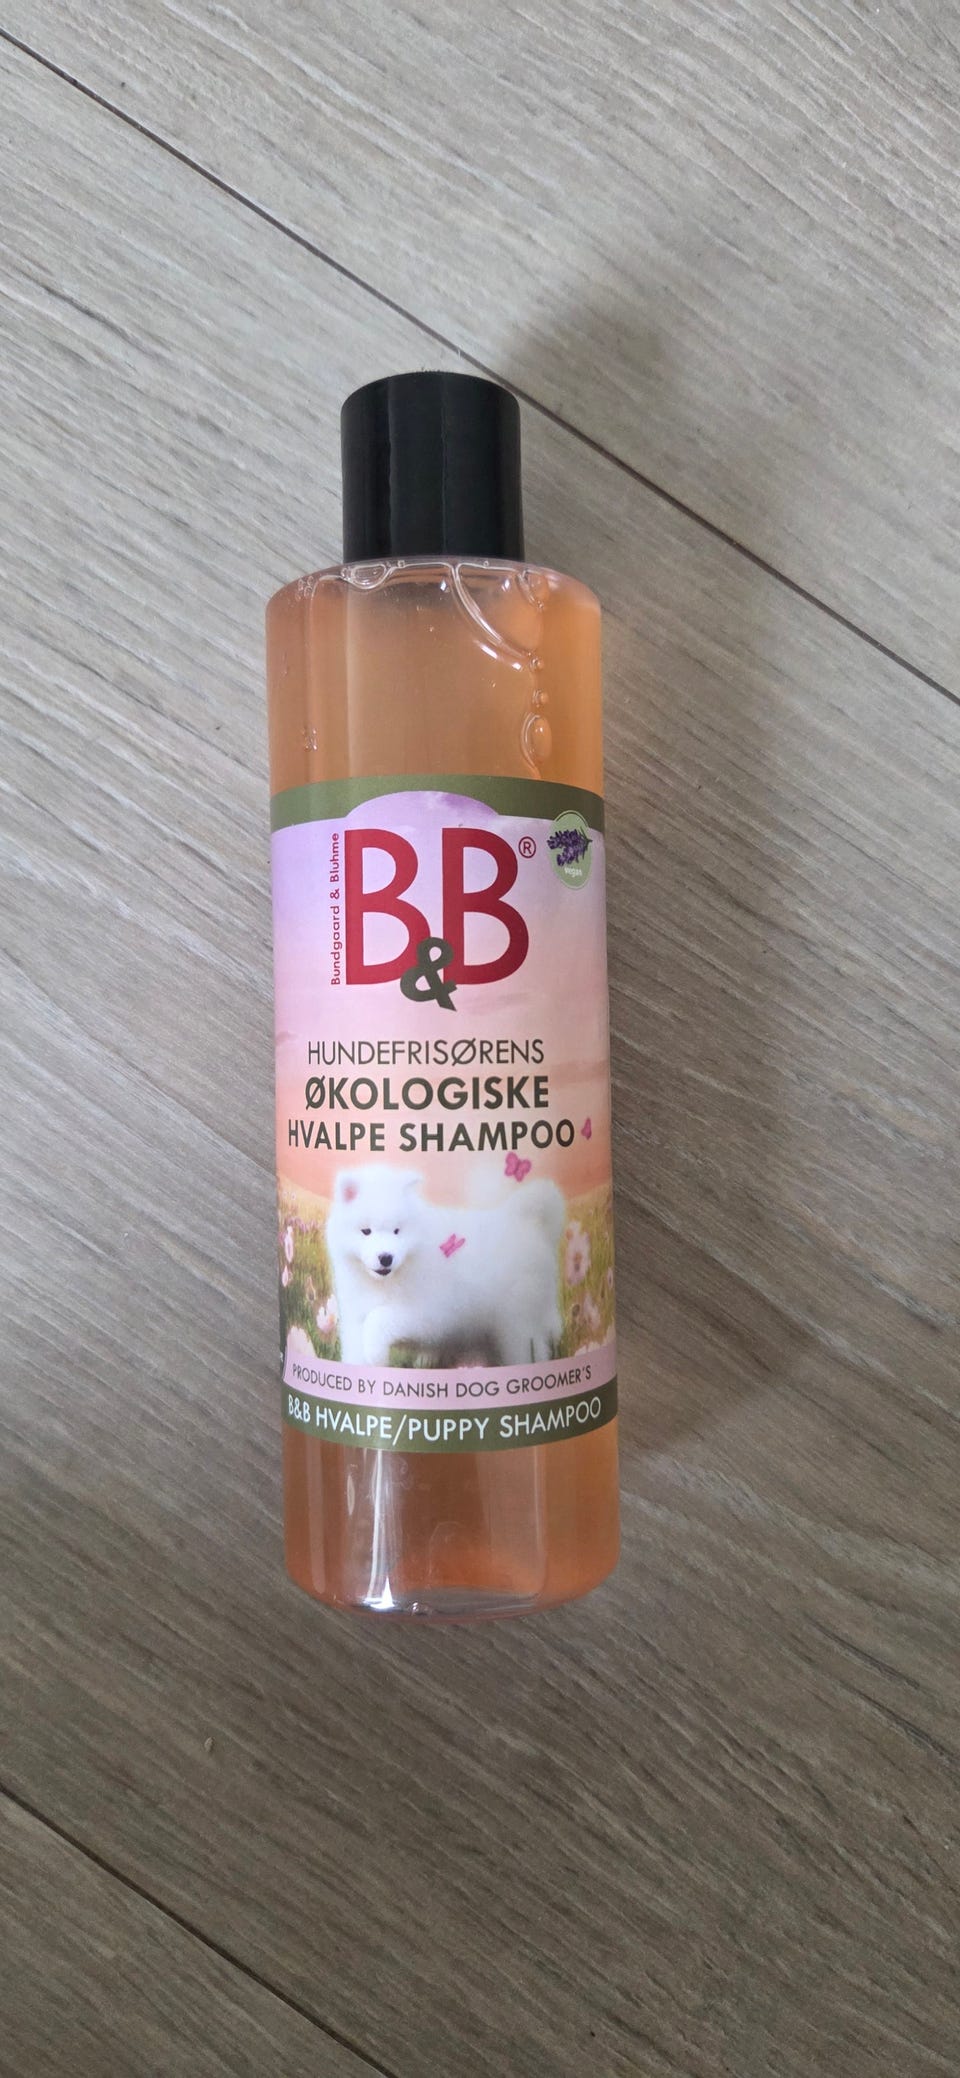 B&B®
Bundgaard & Bluhme
Vegan
HUNDEFRISØRENS
ØKOLOGISKE
HVALPE SHAMPOO
PRODUCED BY DANISH DOG GROOMER'S
B&B HVALPE/PUPPY SHAMPOO